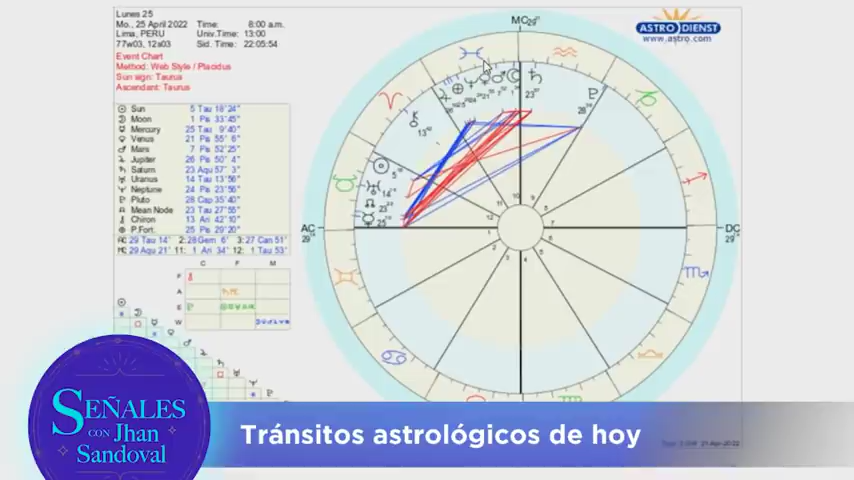 Lunes 25
Mo., 25 April 2022 Time: 8:00 a.m.
Lima, PERU Univ.Time: 13:00
77w03, 12s03 Sid. Time: 22:05:54
Event Chart
Method: Web Style / Placidus
Sun sign: Taurus
Ascendant: Taurus
ASTRO DIENST
www.astro.com
MC
Sun 5 Tau 18'24"
Moon 1 Pis 33'45"
Mercury 25 Tau 9'40"
Venus 21 Pis 55' 6"
Mars 7 Pis 52'25"
Jupiter 26 Pis 50' 4"
Saturn 23 Aqu 57' 3"
Uranus 14 Tau 13'56"
Neptune 24 Pis 23'56"
Pluto 28 Cap 35'40"
Mean Node 23 Tau 27'55"
Chiron 13 Ari 42'10"
P.Fort. 25 Pis 29'20"
AC: 29 Tau 14' 2: 28 Gem 6' 3: 27 Can 51'
MC: 29 Aqu 21' 11: 1 Ari 34' 12: 1 Tau 53'
AC
DC
C F M
F
A
E
W
SEÑALES
CON Jhan
Sandoval
Tránsitos astrológicos de hoy